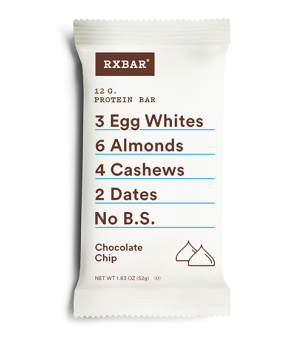 RXBAR®
12 G.
PROTEIN BAR
3 Egg Whites
6 Almonds
4 Cashews
2 Dates
No B.S.
Chocolate
Chip
NET WT 1.83 OZ (52g)